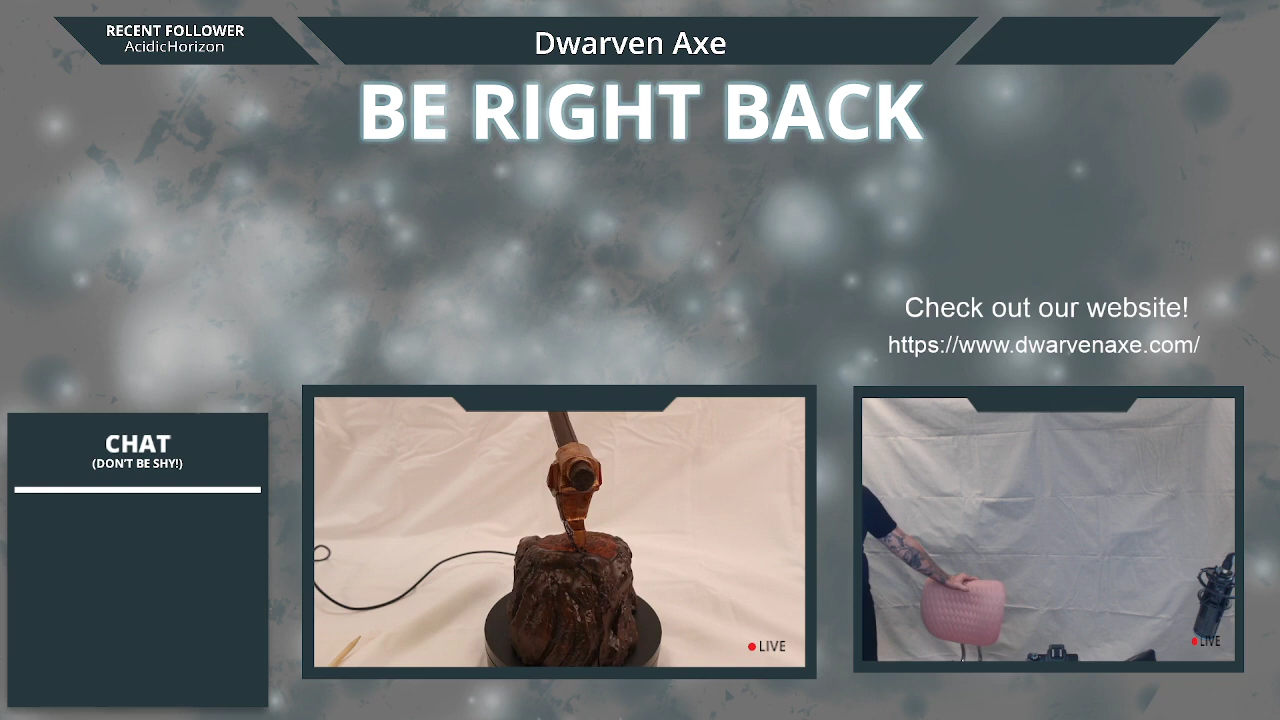 RECENT FOLLOWER
AcidicHorizon
Dwarven Axe
BE RIGHT BACK
Check out our website!
https://www.dwarvenaxe.com/
CHAT
(DON'T BE SHY!)
LIVE
LIVE